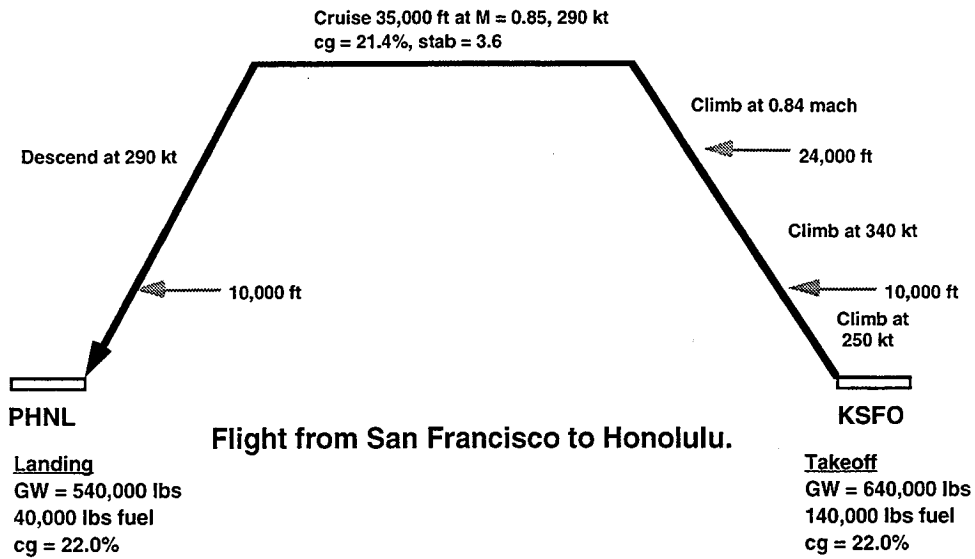 Cruise 35,000 ft at M = 0.85, 290 kt
cg = 21.4%, stab = 3.6
Climb at 0.84 mach
Descend at 290 kt
24,000 ft
Climb at 340 kt
10,000 ft
10,000 ft
Climb at
250 kt
PHNL
KSFO
Flight from San Francisco to Honolulu.
Landing
GW = 540,000 lbs
40,000 lbs fuel
cg = 22.0%
Takeoff
GW = 640,000 lbs
140,000 lbs fuel
cg = 22.0%